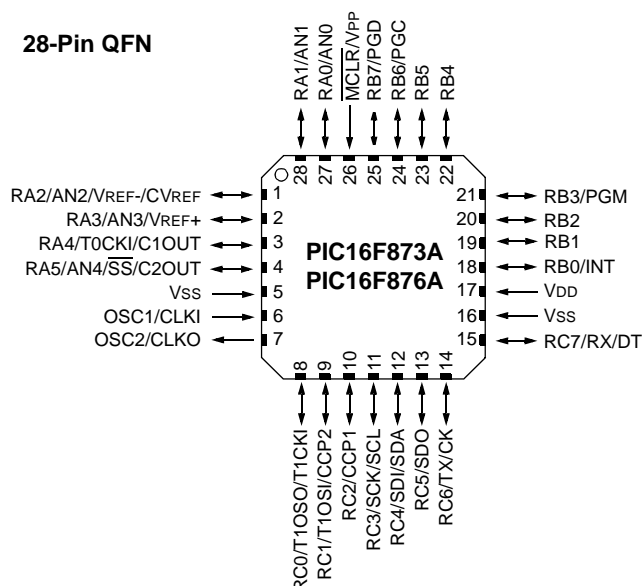 28-Pin QFN
RA1/AN1
RA0/AN0
MCLR/VPP
RB7/PGD
RB6/PGC
RB5
RB4
28
27
26
25
24
23
22
RA2/AN2/VREF-/CVREF
1
RA3/AN3/VREF+
2
RA4/T0CKI/C1OUT
3
RA5/AN4/SS/C2OUT
4
VSS
5
OSC1/CLKI
6
OSC2/CLKO
7
PIC16F873A
PIC16F876A
21
RB3/PGM
20
RB2
19
RB1
18
RB0/INT
17
VDD
16
VSS
15
RC7/RX/DT
8
9
10
11
12
13
14
RC0/T1OSO/T1CKI
RC1/T1OSI/CCP2
RC2/CCP1
RC3/SCK/SCL
RC4/SDI/SDA
RC5/SDO
RC6/TX/CK